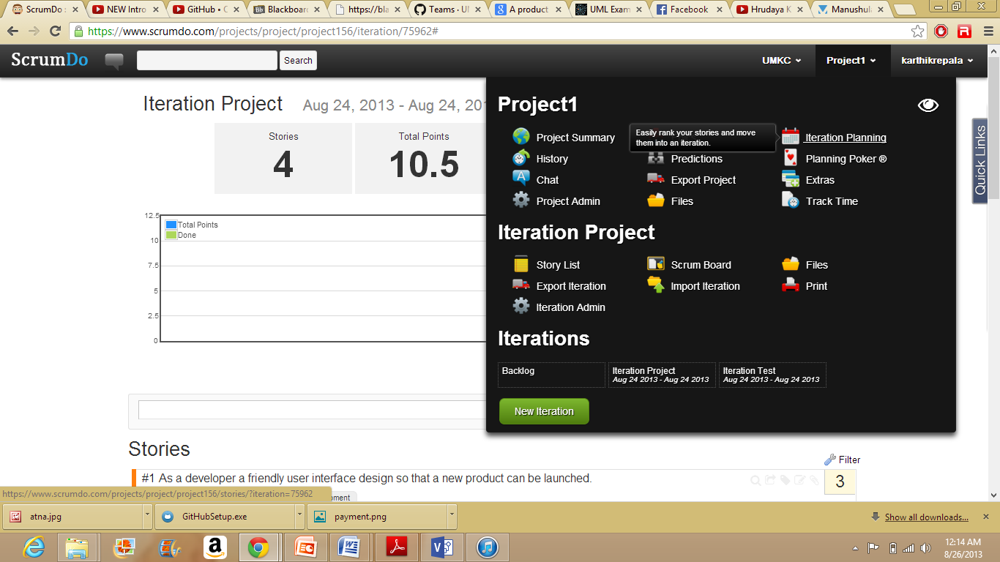 ScrumDo s
NEW Intro
GitHub • G
Blackboard
https://bla
Teams · U
A product
UML Exam
Facebook
Hrudaya K
Manushul
https://www.scrumdo.com/projects/project/project156/iteration/75962#
ScrumDo
Search
UMKC
Project1
karthikrepala
Iteration Project
Aug 24, 2013 - Aug 24, 201
Stories
4
Total Points
10.5
12.5
10
7.5
5
2.5
0
Total Points
Done
Project1
Project Summary
Easily rank your stories and move
them into an iteration.
Iteration Planning
History
Predictions
Planning Poker ®
Chat
Export Project
Extras
Project Admin
Files
Track Time
Iteration Project
Story List
Scrum Board
Files
Export Iteration
Import Iteration
Print
Iteration Admin
Iterations
Backlog
Iteration Project
Aug 24 2013 - Aug 24 2013
Iteration Test
Aug 24 2013 - Aug 24 2013
New Iteration
Quick Links
Stories
Filter
#1 As a developer a friendly user interface design so that a new product can be launched.
3
https://www.scrumdo.com/projects/project/project156/stories/?iteration=75962
mment
atna.jpg
GitHubSetup.exe
payment.png
Show all downloads...
12:14 AM
8/26/2013